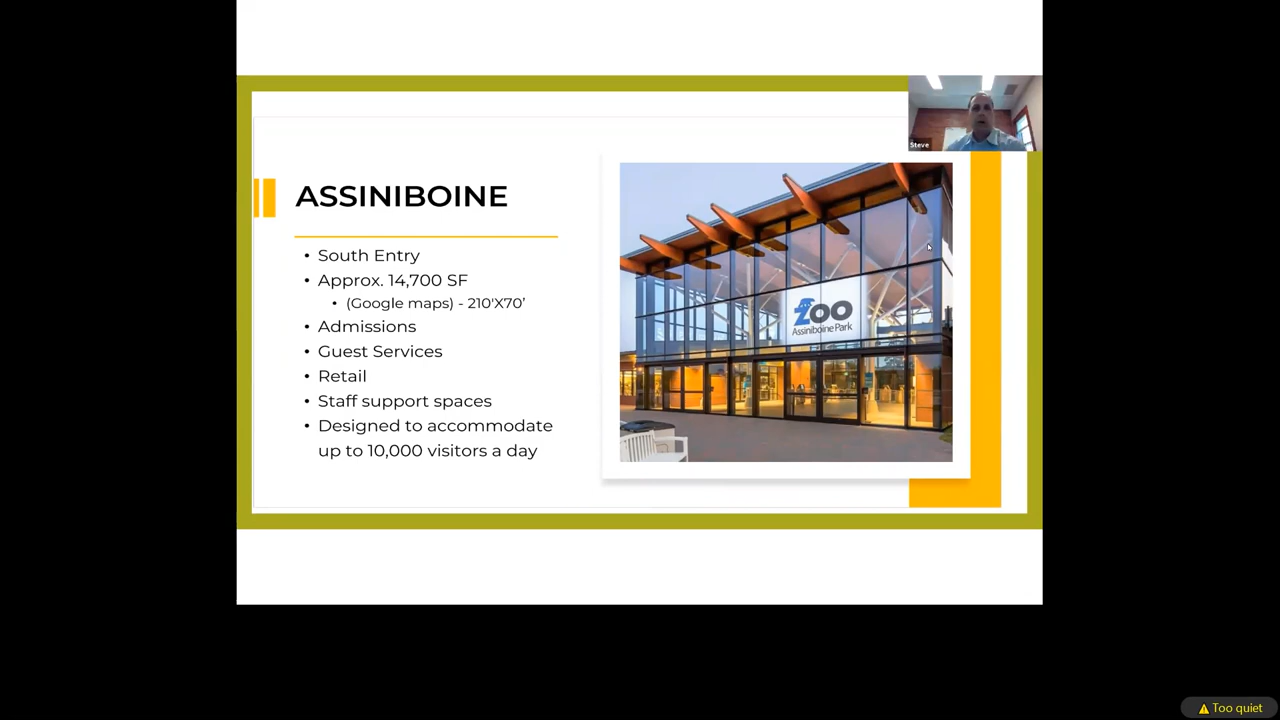 Steve
ASSINIBOINE
• South Entry
• Approx. 14,700 SF
• (Google maps) - 210'X70’
• Admissions
• Guest Services
• Retail
• Staff support spaces
• Designed to accommodate
up to 10,000 visitors a day
zoo
Assiniboine Park
Too quiet